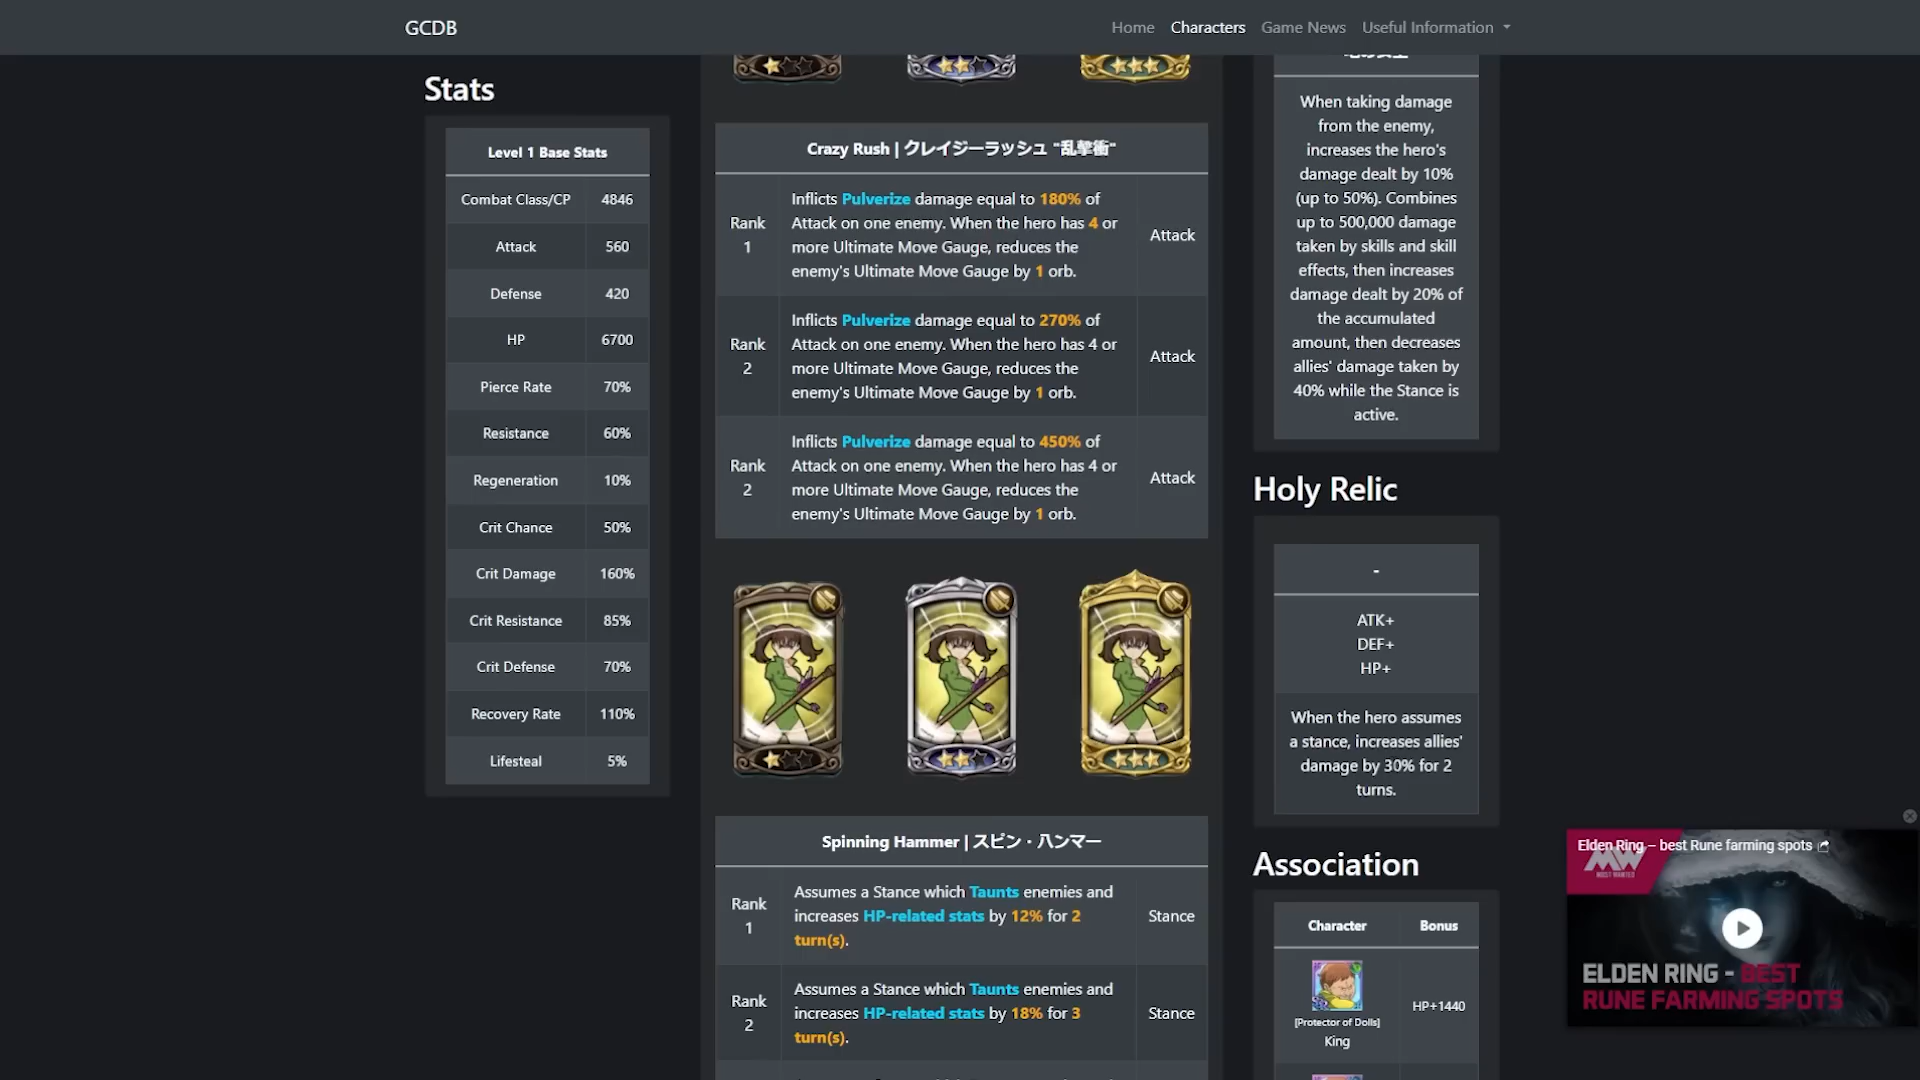 GCDB
Home
Characters
Game News
Useful Information
Stats
Level 1 Base Stats
Combat Class/CP 4846
Attack 560
Defense 420
HP 6700
Pierce Rate 70%
Resistance 60%
Regeneration 10%
Crit Chance 50%
Crit Damage 160%
Crit Resistance 85%
Crit Defense 70%
Recovery Rate 110%
Lifesteal 5%
Crazy Rush | クレイジーラッシュ "乱撃衝"
Rank
1
Inflicts Pulverize damage equal to 180% of
Attack on one enemy. When the hero has 4 or
more Ultimate Move Gauge, reduces the
enemy's Ultimate Move Gauge by 1 orb.
Attack
Rank
2
Inflicts Pulverize damage equal to 270% of
Attack on one enemy. When the hero has 4 or
more Ultimate Move Gauge, reduces the
enemy's Ultimate Move Gauge by 1 orb.
Attack
Rank
2
Inflicts Pulverize damage equal to 450% of
Attack on one enemy. When the hero has 4 or
more Ultimate Move Gauge, reduces the
enemy's Ultimate Move Gauge by 1 orb.
Attack
Spinning Hammer | スピン・ハンマー
Rank
1
Assumes a Stance which Taunts enemies and
increases HP-related stats by 12% for 2
turn(s).
Stance
Rank
2
Assumes a Stance which Taunts enemies and
increases HP-related stats by 18% for 3
turn(s).
Stance
When taking damage
from the enemy,
increases the hero's
damage dealt by 10%
(up to 50%). Combines
up to 500,000 damage
taken by skills and skill
effects, then increases
damage dealt by 20% of
the accumulated
amount, then decreases
allies' damage taken by
40% while the Stance is
active.
Holy Relic
-
ATK+
DEF+
HP+
When the hero assumes
a stance, increases allies'
damage by 30% for 2
turns.
Association
Character Bonus
[Protector of Dolls]
King
HP+1440
Elden Ring – best Rune farming spots
MW
MOST WANTED
ELDEN RING - BEST
RUNE FARMING SPOTS